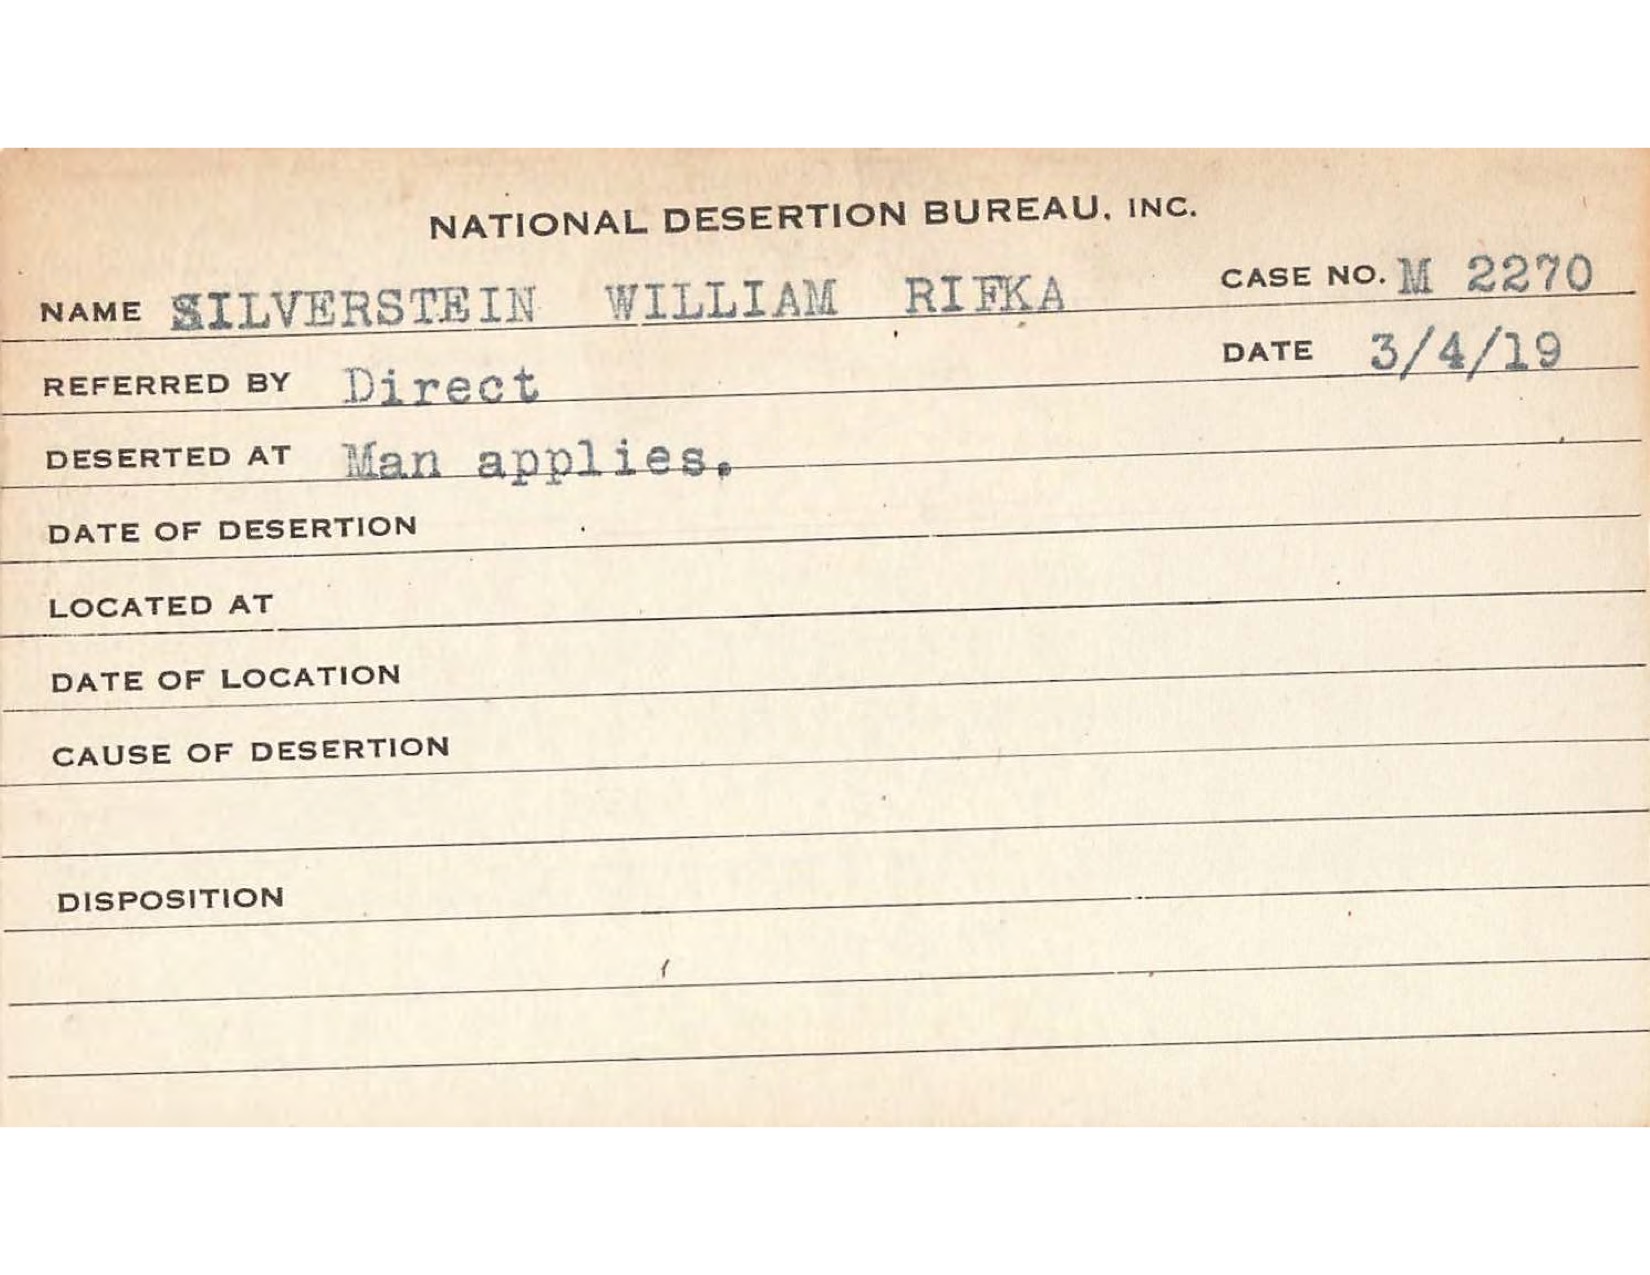 NATIONAL DESERTION BUREAU, INC.
NAME SILVERSTEIN WILLIAM RIFKA CASE NO. M 2270
REFERRED BY Direct DATE 3/4/19
DESERTED AT Man applies.
DATE OF DESERTION
LOCATED AT
DATE OF LOCATION
CAUSE OF DESERTION
DISPOSITION